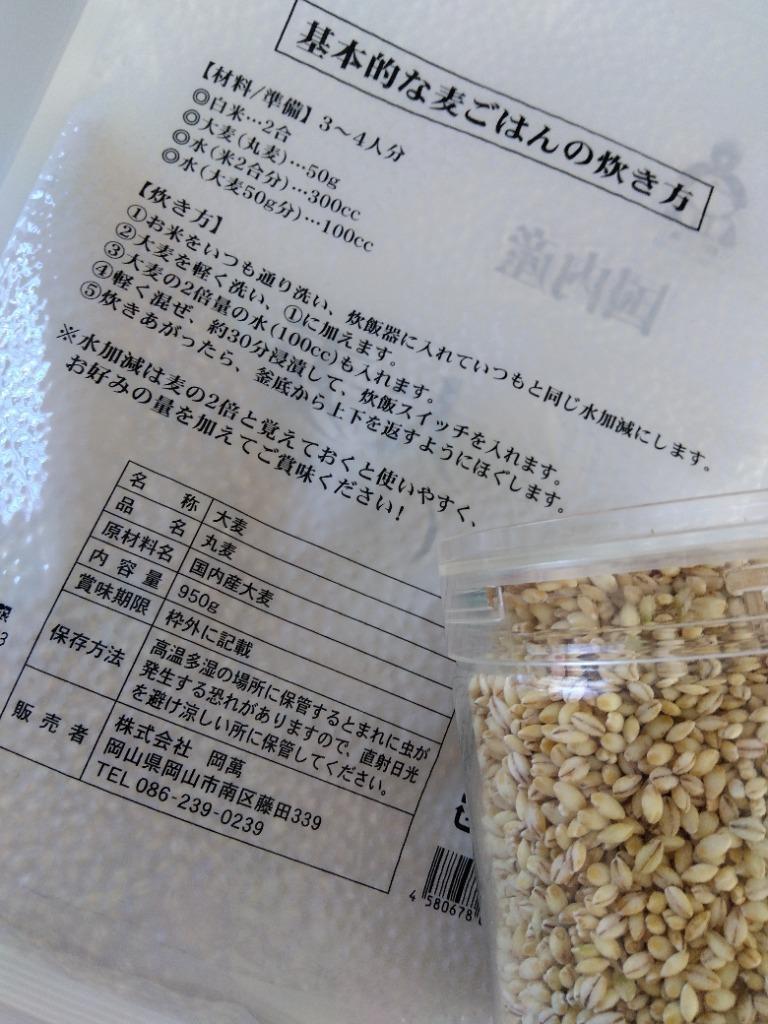 基本的な麦ごはんの炊き方
【材料/準備】3〜4人分
◎白米…2合
◎大麦(丸麦)…50g
◎水(米2合分)…300cc
◎水(大麦50g分)…100cc
【炊き方】
①お米をいつも通り洗い、炊飯器に入れていつもと同じ水加減にします。
②大麦を軽く洗い、①に加えます。
③大麦の2倍量の水(100cc)も入れます。
④軽く混ぜ、約30分浸漬して、炊飯スイッチを入れます。
⑤炊きあがったら、釜底から上下を返すようにほぐします。
※水加減は麦の2倍と覚えておくと使いやすく、
お好みの量を加えてご賞味ください!
国内産
名称 大麦
品名 丸麦
原材料名 国内産大麦
内容量 950g
賞味期限 枠外に記載
保存方法 高温多湿の場所に保管するとまれに虫が
発生する恐れがありますので、直射日光
を避け涼しい所に保管してください。
販売者 株式会社 岡萬
岡山県岡山市南区藤田339
TEL 086-239-0239
4 580678